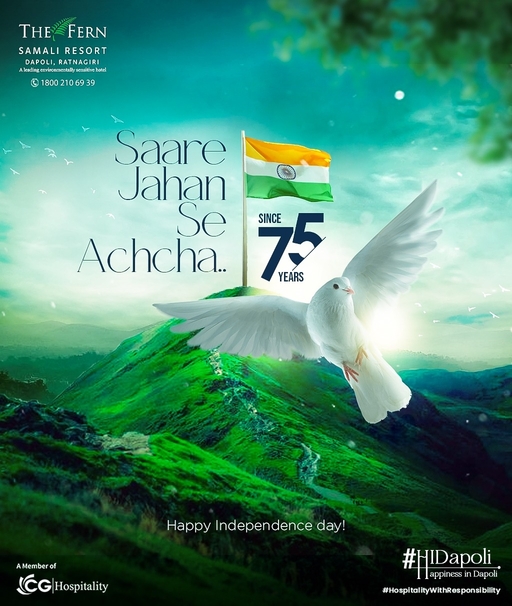 THE FERN
SAMALI RESORT
DAPOLI, RATNAGIRI
A leading environmentally sensitive hotel
1800 210 69 39
Saare
Jahan
Se
Achcha..
SINCE
75
YEARS
Happy Independence day!
A Member of
CG|Hospitality
#HIDapoli
appiness in Dapoli
#HospitalityWithResponsibility